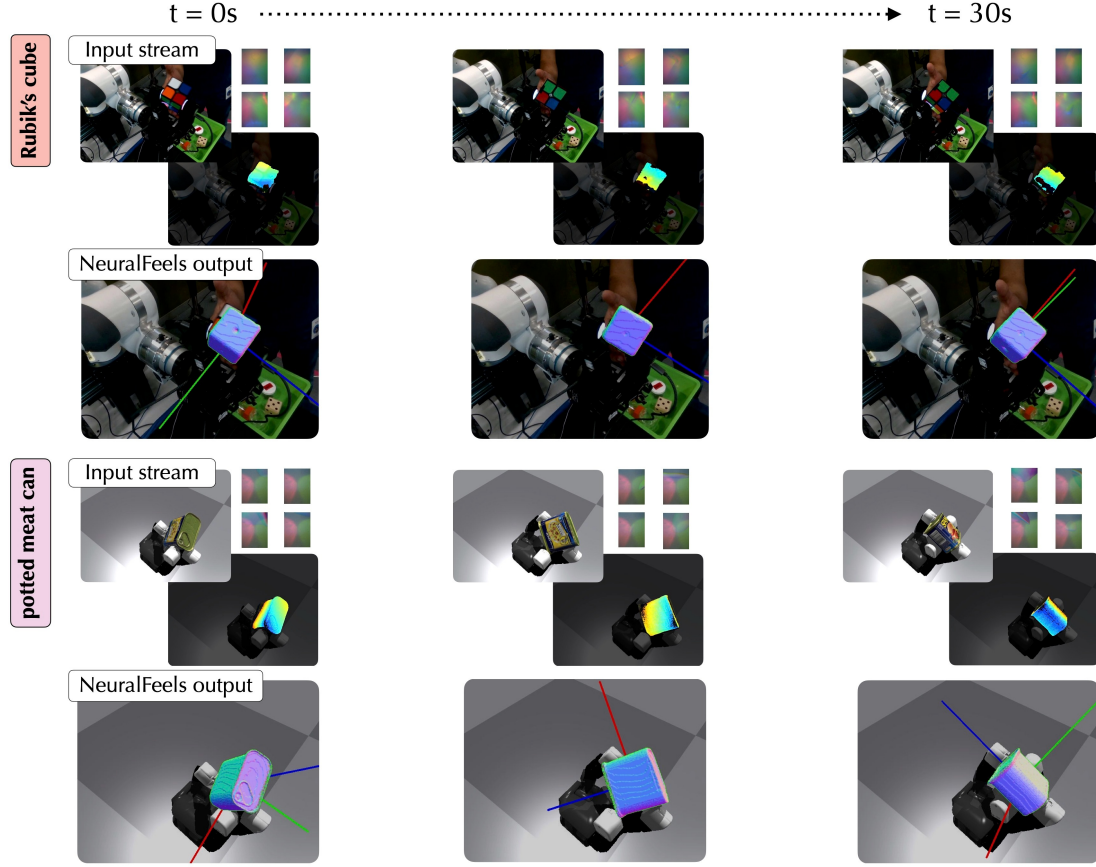 t = 0s
t = 30s
Rubik's cube
Input stream
NeuralFeels output
potted meat can
Input stream
NeuralFeels output